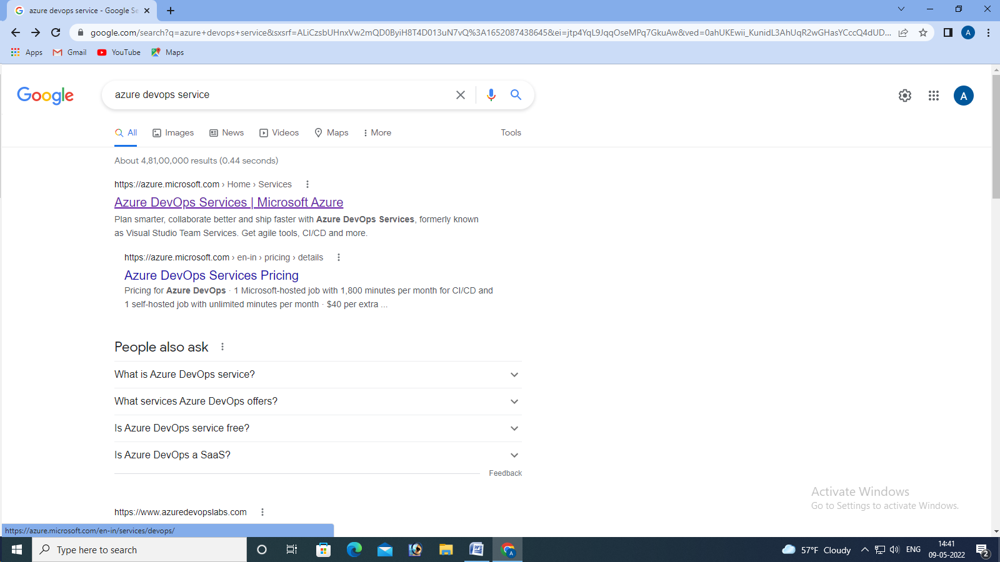 azure devops service - Google Se
google.com/search?q=azure+devops+service&sxsrf=ALiCzsbUHnxVw2mQD0ByiH8T4D013uN7vQ%3A1652087438645&ei=jtp4YqL9JqqOseMPq7GkuAw&ved=0ahUKEwii_KunidL3AhUqR2wGHasYCccQ4dUD...
A
Apps Gmail YouTube Maps
Google
azure devops service
A
All Images News Videos Maps More Tools
About 4,81,00,000 results (0.44 seconds)
https://azure.microsoft.com › Home › Services
Azure DevOps Services | Microsoft Azure
Plan smarter, collaborate better and ship faster with Azure DevOps Services, formerly known
as Visual Studio Team Services. Get agile tools, CI/CD and more.
https://azure.microsoft.com › en-in › pricing › details
Azure DevOps Services Pricing
Pricing for Azure DevOps · 1 Microsoft-hosted job with 1,800 minutes per month for CI/CD and
1 self-hosted job with unlimited minutes per month · $40 per extra ...
People also ask
What is Azure DevOps service?
What services Azure DevOps offers?
Is Azure DevOps service free?
Is Azure DevOps a SaaS?
Feedback
Activate Windows
Go to Settings to activate Windows.
https://www.azuredevopslabs.com
https://azure.microsoft.com/en-in/services/devops/
Type here to search
W
A
57°F Cloudy
ENG
14:41
09-05-2022
2